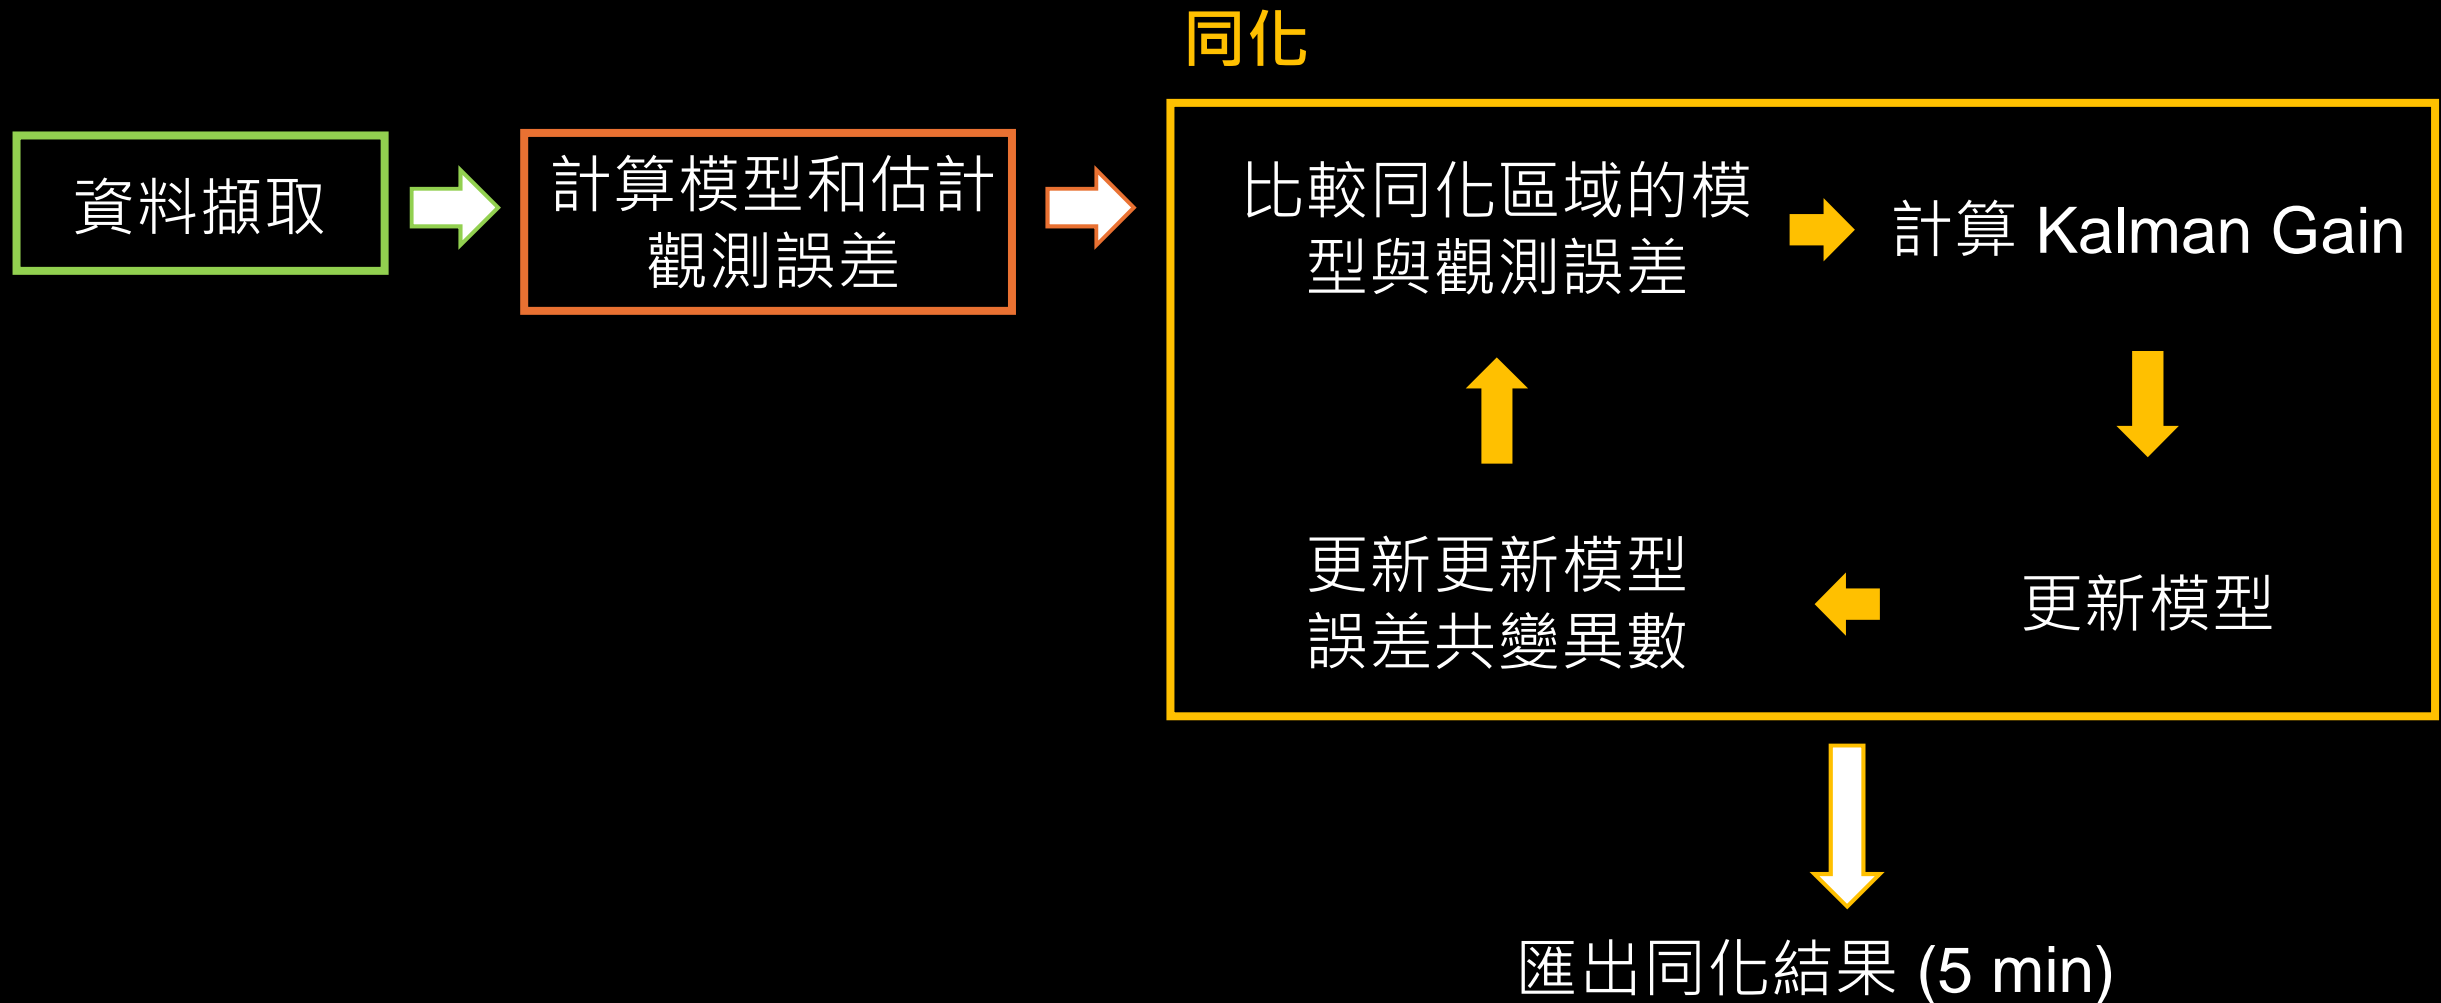 同化
資料擷取
計算模型和估計
觀測誤差
比較同化區域的模
型與觀測誤差
計算 Kalman Gain
更新模型
更新更新模型
誤差共變異數
匯出同化結果 (5 min)